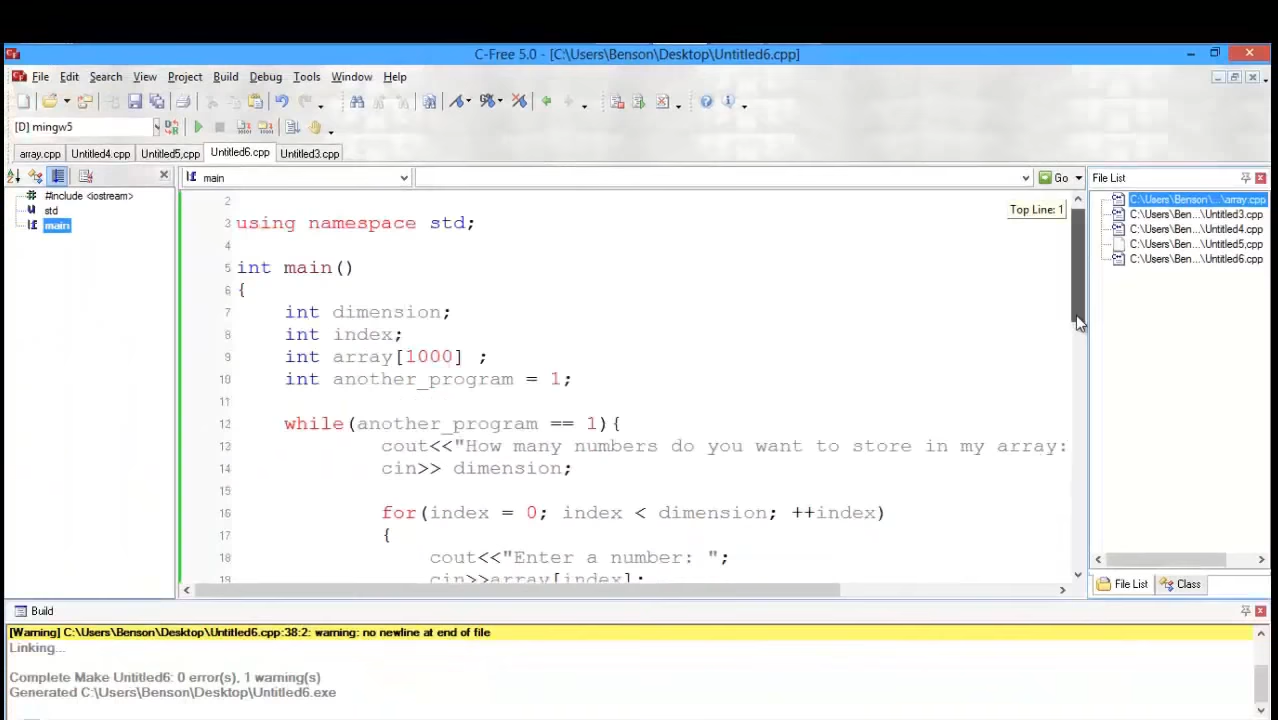 C-Free 5.0 - [C:\Users\Benson\Desktop\Untitled6.cpp]
File Edit Search View Project Build Debug Tools Window Help
[D] mingw5
array.cpp Untitled4.cpp Untitled5,cpp Untitled6.cpp Untitled3.cpp
main
Go
File List
#include <iostream>
std
main
2
3 using namespace std;
4
5 int main()
6 {
7 int dimension;
8 int index;
9 int array[1000] ;
10 int another_program = 1;
11
12 while(another_program == 1){
13 cout<<"How many numbers do you want to store in my array:
14 cin>> dimension;
15
16 for(index = 0; index < dimension; ++index)
17 {
18 cout<<"Enter a number: ";
19 cin>>array[index];
Top Line: 1
C:\Users\Benson\...\array.cpp
C:\Users\Ben...\Untitled3.cpp
C:\Users\Ben...\Untitled4.cpp
C:\Users\Ben...\Untitled5.cpp
C:\Users\Ben...\Untitled6.cpp
File List Class
Build
[Warning] C:\Users\Benson\Desktop\Untitled6.cpp:38:2: warning: no newline at end of file
Linking...
Complete Make Untitled6: 0 error(s), 1 warning(s)
Generated C:\Users\Benson\Desktop\Untitled6.exe